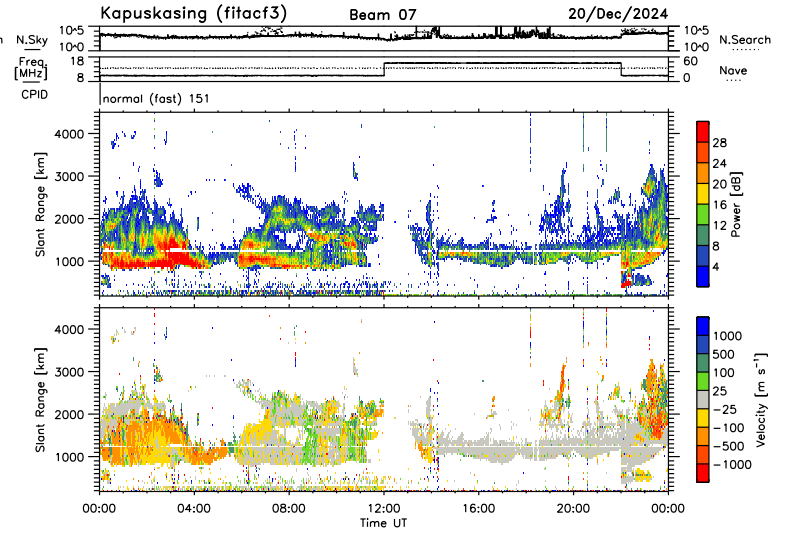 Kapuskasing (fitacf3) Beam 07 20/Dec/2024
N.Sky 10^5 10^0 10^5 10^0 N.Search
Freq. [MHz] 18 8 60 0 Nave
CPID normal (fast) 151
Slant Range [km] 4000 3000 2000 1000
28 24 20 16 12 8 4 Power [dB]
Slant Range [km] 4000 3000 2000 1000
1000 500 100 25 −25 −100 −500 −1000 Velocity [m s⁻¹]
00:00 04:00 08:00 12:00 16:00 20:00 00:00
Time UT